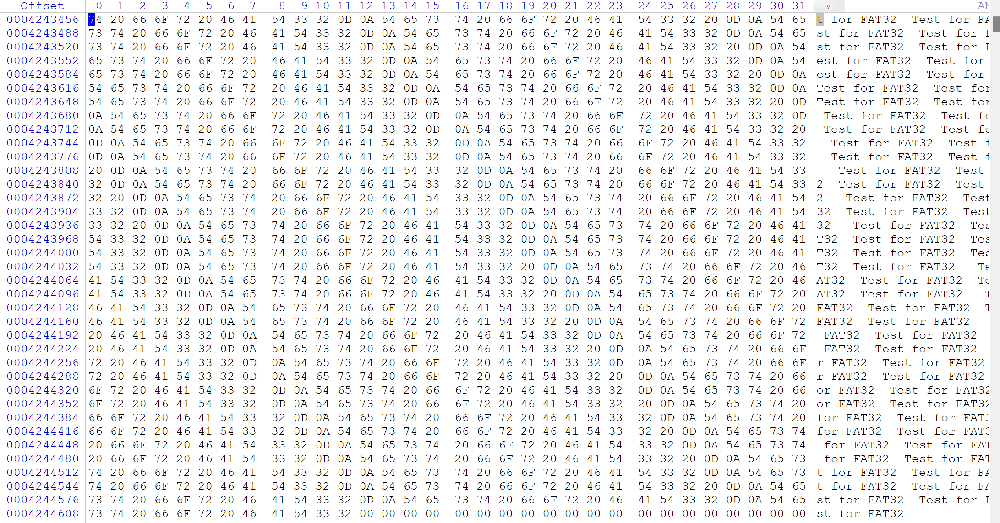 Offset 0 1 2 3 4 5 6 7 8 9 10 11 12 13 14 15 16 17 18 19 20 21 22 23 24 25 26 27 28 29 30 31 AN
0004243456 74 20 66 6F 72 20 46 41 54 33 32 0D 0A 54 65 73 74 20 66 6F 72 20 46 41 54 33 32 20 0D 0A 54 65 t for FAT32  Test for FA
0004243488 73 74 20 66 6F 72 20 46 41 54 33 32 0D 0A 54 65 73 74 20 66 6F 72 20 46 41 54 33 32 0D 0A 54 65 st for FAT32  Test for F
0004243520 73 74 20 66 6F 72 20 46 41 54 33 32 0D 0A 54 65 73 74 20 66 6F 72 20 46 41 54 33 32 20 0D 0A 54 st for FAT32  Test for F
0004243552 65 73 74 20 66 6F 72 20 46 41 54 33 32 0D 0A 54 65 73 74 20 66 6F 72 20 46 41 54 33 32 0D 0A 54 est for FAT32  Test for
0004243584 65 73 74 20 66 6F 72 20 46 41 54 33 32 0D 0A 54 65 73 74 20 66 6F 72 20 46 41 54 33 32 20 0D 0A est for FAT32  Test for
0004243616 54 65 73 74 20 66 6F 72 20 46 41 54 33 32 0D 0A 54 65 73 74 20 66 6F 72 20 46 41 54 33 32 0D 0A Test for FAT32  Test for
0004243648 54 65 73 74 20 66 6F 72 20 46 41 54 33 32 0D 0A 54 65 73 74 20 66 6F 72 20 46 41 54 33 32 20 0D Test for FAT32  Test for
0004243680 0A 54 65 73 74 20 66 6F 72 20 46 41 54 33 32 0D 0A 54 65 73 74 20 66 6F 72 20 46 41 54 33 32 0D Test for FAT32  Test fo
0004243712 0A 54 65 73 74 20 66 6F 72 20 46 41 54 33 32 0D 0A 54 65 73 74 20 66 6F 72 20 46 41 54 33 32 20 Test for FAT32  Test fo
0004243744 0D 0A 54 65 73 74 20 66 6F 72 20 46 41 54 33 32 0D 0A 54 65 73 74 20 66 6F 72 20 46 41 54 33 32 Test for FAT32  Test f
0004243776 0D 0A 54 65 73 74 20 66 6F 72 20 46 41 54 33 32 0D 0A 54 65 73 74 20 66 6F 72 20 46 41 54 33 32 Test for FAT32  Test f
0004243808 20 0D 0A 54 65 73 74 20 66 6F 72 20 46 41 54 33 32 0D 0A 54 65 73 74 20 66 6F 72 20 46 41 54 33 Test for FAT32  Test
0004243840 32 0D 0A 54 65 73 74 20 66 6F 72 20 46 41 54 33 32 0D 0A 54 65 73 74 20 66 6F 72 20 46 41 54 33 2  Test for FAT32  Test
0004243872 32 20 0D 0A 54 65 73 74 20 66 6F 72 20 46 41 54 33 32 0D 0A 54 65 73 74 20 66 6F 72 20 46 41 54 2   Test for FAT32  Test
0004243904 33 32 0D 0A 54 65 73 74 20 66 6F 72 20 46 41 54 33 32 0D 0A 54 65 73 74 20 66 6F 72 20 46 41 54 32  Test for FAT32  Test
0004243936 33 32 20 0D 0A 54 65 73 74 20 66 6F 72 20 46 41 54 33 32 0D 0A 54 65 73 74 20 66 6F 72 20 46 41 32   Test for FAT32  Tes
0004243968 54 33 32 0D 0A 54 65 73 74 20 66 6F 72 20 46 41 54 33 32 0D 0A 54 65 73 74 20 66 6F 72 20 46 41 T32  Test for FAT32  Tes
0004244000 54 33 32 0D 0A 54 65 73 74 20 66 6F 72 20 46 41 54 33 32 0D 0A 54 65 73 74 20 66 6F 72 20 46 41 T32  Test for FAT32  Tes
0004244032 54 33 32 0D 0A 54 65 73 74 20 66 6F 72 20 46 41 54 33 32 20 0D 0A 54 65 73 74 20 66 6F 72 20 46 T32  Test for FAT32   Te
0004244064 41 54 33 32 0D 0A 54 65 73 74 20 66 6F 72 20 46 41 54 33 32 0D 0A 54 65 73 74 20 66 6F 72 20 46 AT32  Test for FAT32  Te
0004244096 41 54 33 32 0D 0A 54 65 73 74 20 66 6F 72 20 46 41 54 33 32 20 0D 0A 54 65 73 74 20 66 6F 72 20 AT32  Test for FAT32   T
0004244128 46 41 54 33 32 0D 0A 54 65 73 74 20 66 6F 72 20 46 41 54 33 32 0D 0A 54 65 73 74 20 66 6F 72 20 FAT32  Test for FAT32  T
0004244160 46 41 54 33 32 0D 0A 54 65 73 74 20 66 6F 72 20 46 41 54 33 32 20 0D 0A 54 65 73 74 20 66 6F 72 FAT32  Test for FAT32
0004244192 20 46 41 54 33 32 0D 0A 54 65 73 74 20 66 6F 72 20 46 41 54 33 32 0D 0A 54 65 73 74 20 66 6F 72 FAT32  Test for FAT32
0004244224 20 46 41 54 33 32 0D 0A 54 65 73 74 20 66 6F 72 20 46 41 54 33 32 20 0D 0A 54 65 73 74 20 66 6F FAT32  Test for FAT32
0004244256 72 20 46 41 54 33 32 0D 0A 54 65 73 74 20 66 6F 72 20 46 41 54 33 32 0D 0A 54 65 73 74 20 66 6F r FAT32  Test for FAT32
0004244288 72 20 46 41 54 33 32 0D 0A 54 65 73 74 20 66 6F 72 20 46 41 54 33 32 20 0D 0A 54 65 73 74 20 66 r FAT32  Test for FAT32
0004244320 6F 72 20 46 41 54 33 32 0D 0A 54 65 73 74 20 66 6F 72 20 46 41 54 33 32 0D 0A 54 65 73 74 20 66 or FAT32  Test for FAT32
0004244352 6F 72 20 46 41 54 33 32 0D 0A 54 65 73 74 20 66 6F 72 20 46 41 54 33 32 20 0D 0A 54 65 73 74 20 or FAT32  Test for FAT32
0004244384 66 6F 72 20 46 41 54 33 32 0D 0A 54 65 73 74 20 66 6F 72 20 46 41 54 33 32 0D 0A 54 65 73 74 20 for FAT32  Test for FAT3
0004244416 66 6F 72 20 46 41 54 33 32 0D 0A 54 65 73 74 20 66 6F 72 20 46 41 54 33 32 20 0D 0A 54 65 73 74 for FAT32  Test for FAT3
0004244448 20 66 6F 72 20 46 41 54 33 32 0D 0A 54 65 73 74 20 66 6F 72 20 46 41 54 33 32 0D 0A 54 65 73 74 for FAT32  Test for FAT
0004244480 20 66 6F 72 20 46 41 54 33 32 0D 0A 54 65 73 74 20 66 6F 72 20 46 41 54 33 32 20 0D 0A 54 65 73 for FAT32  Test for FAT
0004244512 74 20 66 6F 72 20 46 41 54 33 32 0D 0A 54 65 73 74 20 66 6F 72 20 46 41 54 33 32 0D 0A 54 65 73 t for FAT32  Test for FA
0004244544 74 20 66 6F 72 20 46 41 54 33 32 0D 0A 54 65 73 74 20 66 6F 72 20 46 41 54 33 32 20 0D 0A 54 65 t for FAT32  Test for FA
0004244576 73 74 20 66 6F 72 20 46 41 54 33 32 0D 0A 54 65 73 74 20 66 6F 72 20 46 41 54 33 32 0D 0A 54 65 st for FAT32  Test for F
0004244608 73 74 20 66 6F 72 20 46 41 54 33 32 00 00 00 00 00 00 00 00 00 00 00 00 00 00 00 00 00 00 00 00 st for FAT32